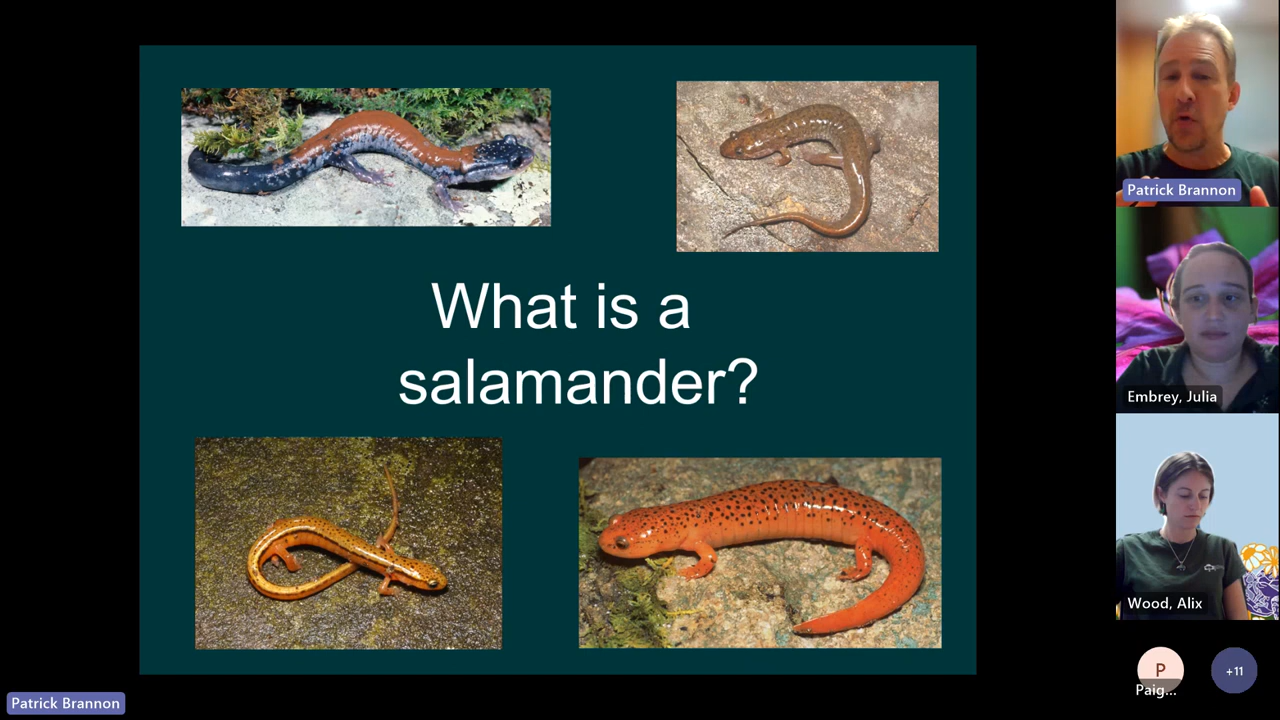 What is a
salamander?
Patrick Brannon
Embrey, Julia
Wood, Alix
P
Paig...
+11
Patrick Brannon